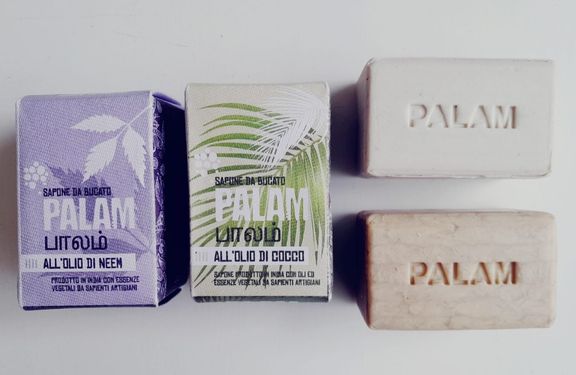 SAPONE DA BUCATO
PALAM
பாலம்
ALL'OLIO DI NEEM
PRODOTTO IN INDIA CON ESSENZE
VEGETALI DA SAPIENTI ARTIGIANI
SAPONE DA BUCATO
PALAM
பாலம்
ALL'OLIO DI COCCO
SAPONE PRODOTTO IN INDIA CON OLI ED
ESSENZE VEGETALI DA SAPIENTI ARTIGIANI
PALAM
PALAM